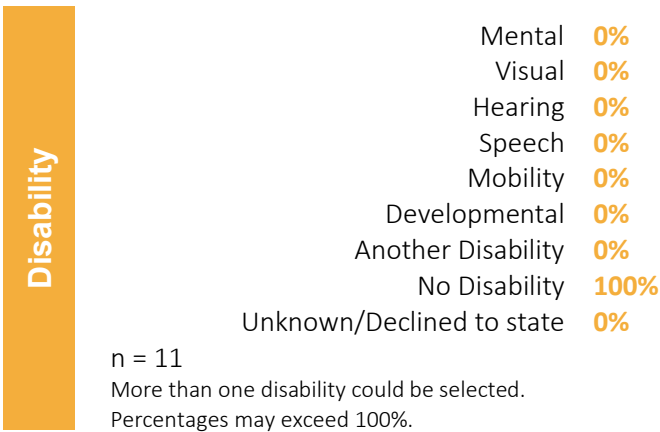 Disability
Mental 0%
Visual 0%
Hearing 0%
Speech 0%
Mobility 0%
Developmental 0%
Another Disability 0%
No Disability 100%
Unknown/Declined to state 0%
n = 11
More than one disability could be selected.
Percentages may exceed 100%.